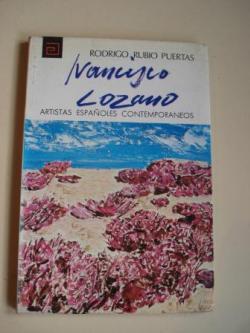 RODRIGO RUBIO PUERTAS
Francisco
Lozano
ARTISTAS ESPAÑOLES CONTEMPORANEOS